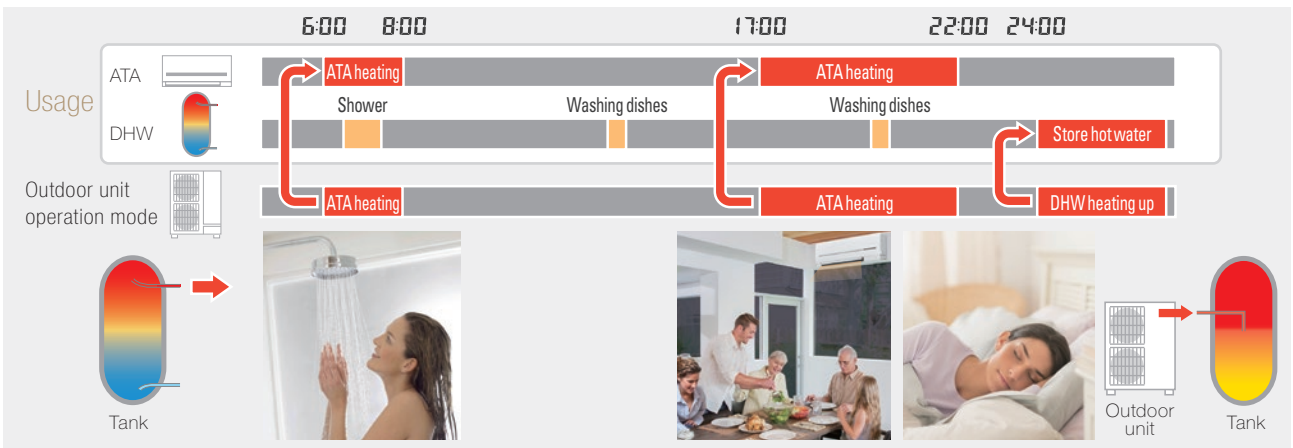 6:00 8:00 17:00 22:00 24:00
Usage
ATA
ATA heating ATA heating
Shower Washing dishes Washing dishes
DHW
Store hot water
Outdoor unit
operation mode
ATA heating ATA heating DHW heating up
Tank
Outdoor
unit
Tank